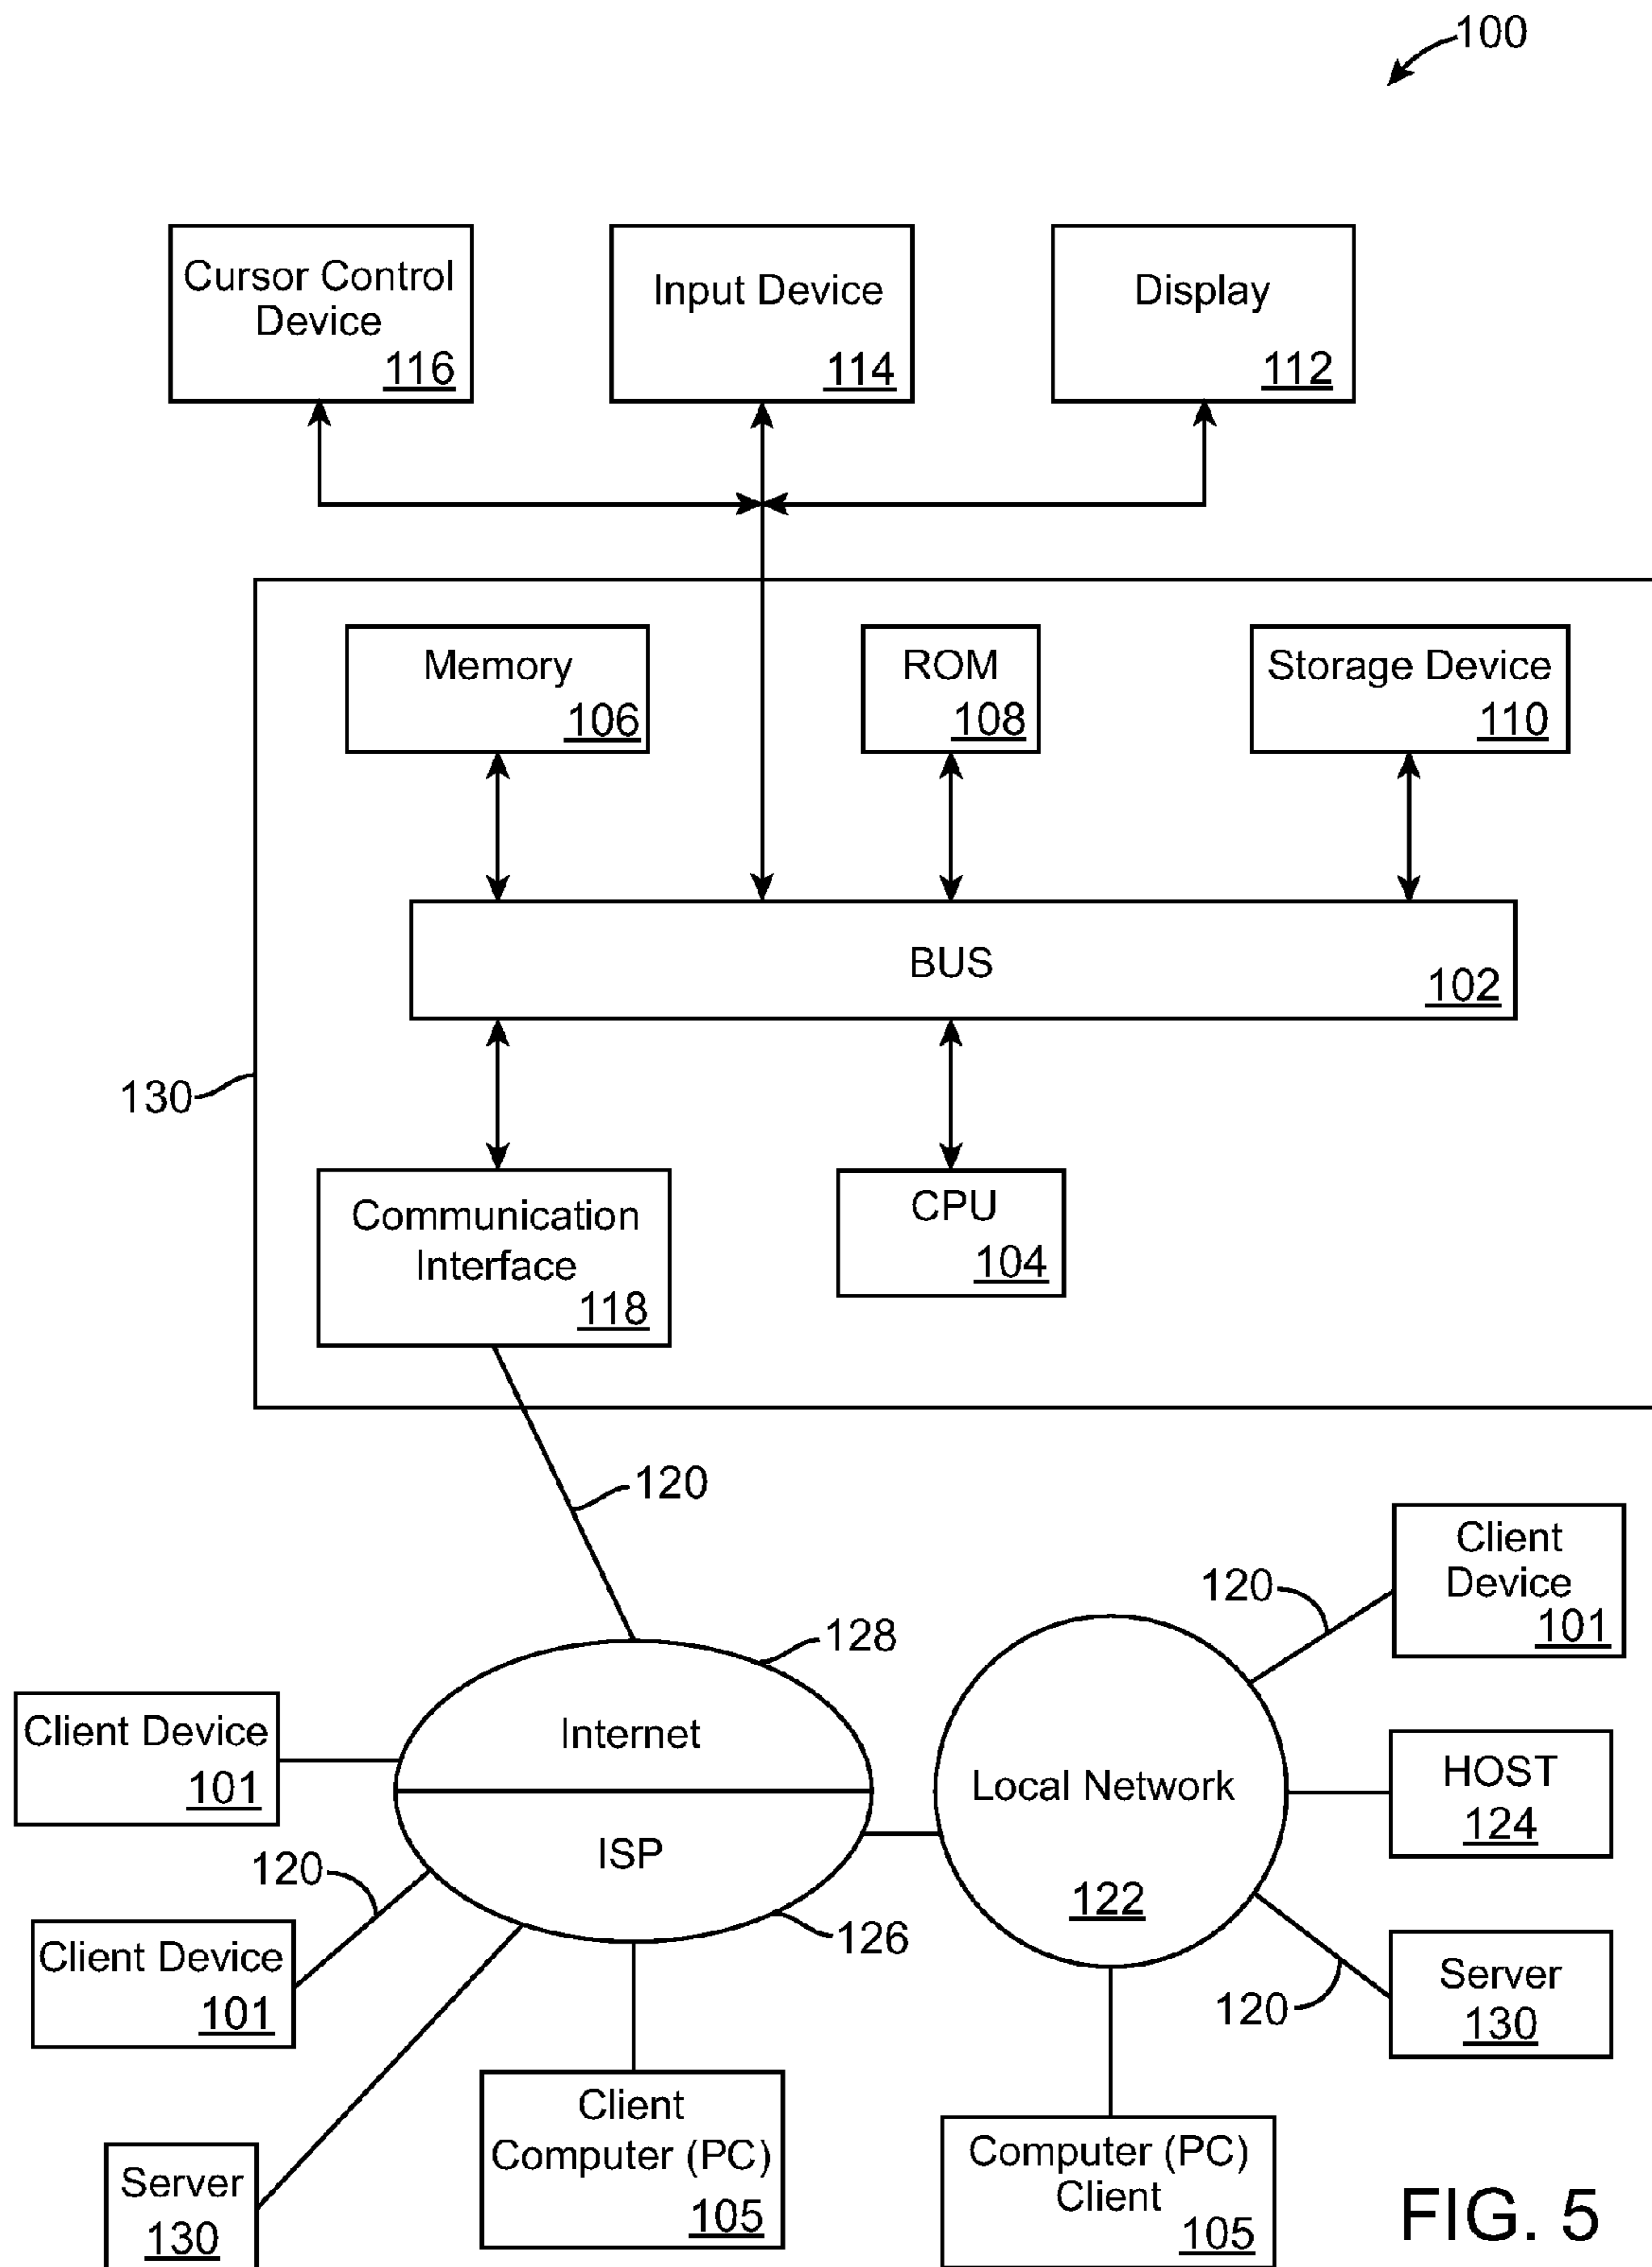 100
Cursor Control
Device
116
Input Device
114
Display
112
Memory
106
ROM
108
Storage Device
110
BUS
102
130
Communication
Interface
118
CPU
104
120
128
Internet
ISP
126
Client Device
101
120
Client Device
101
Server
130
Client
Computer (PC)
105
Local Network
122
120
Client
Device
101
HOST
124
120
Server
130
Computer (PC)
Client
105
FIG. 5